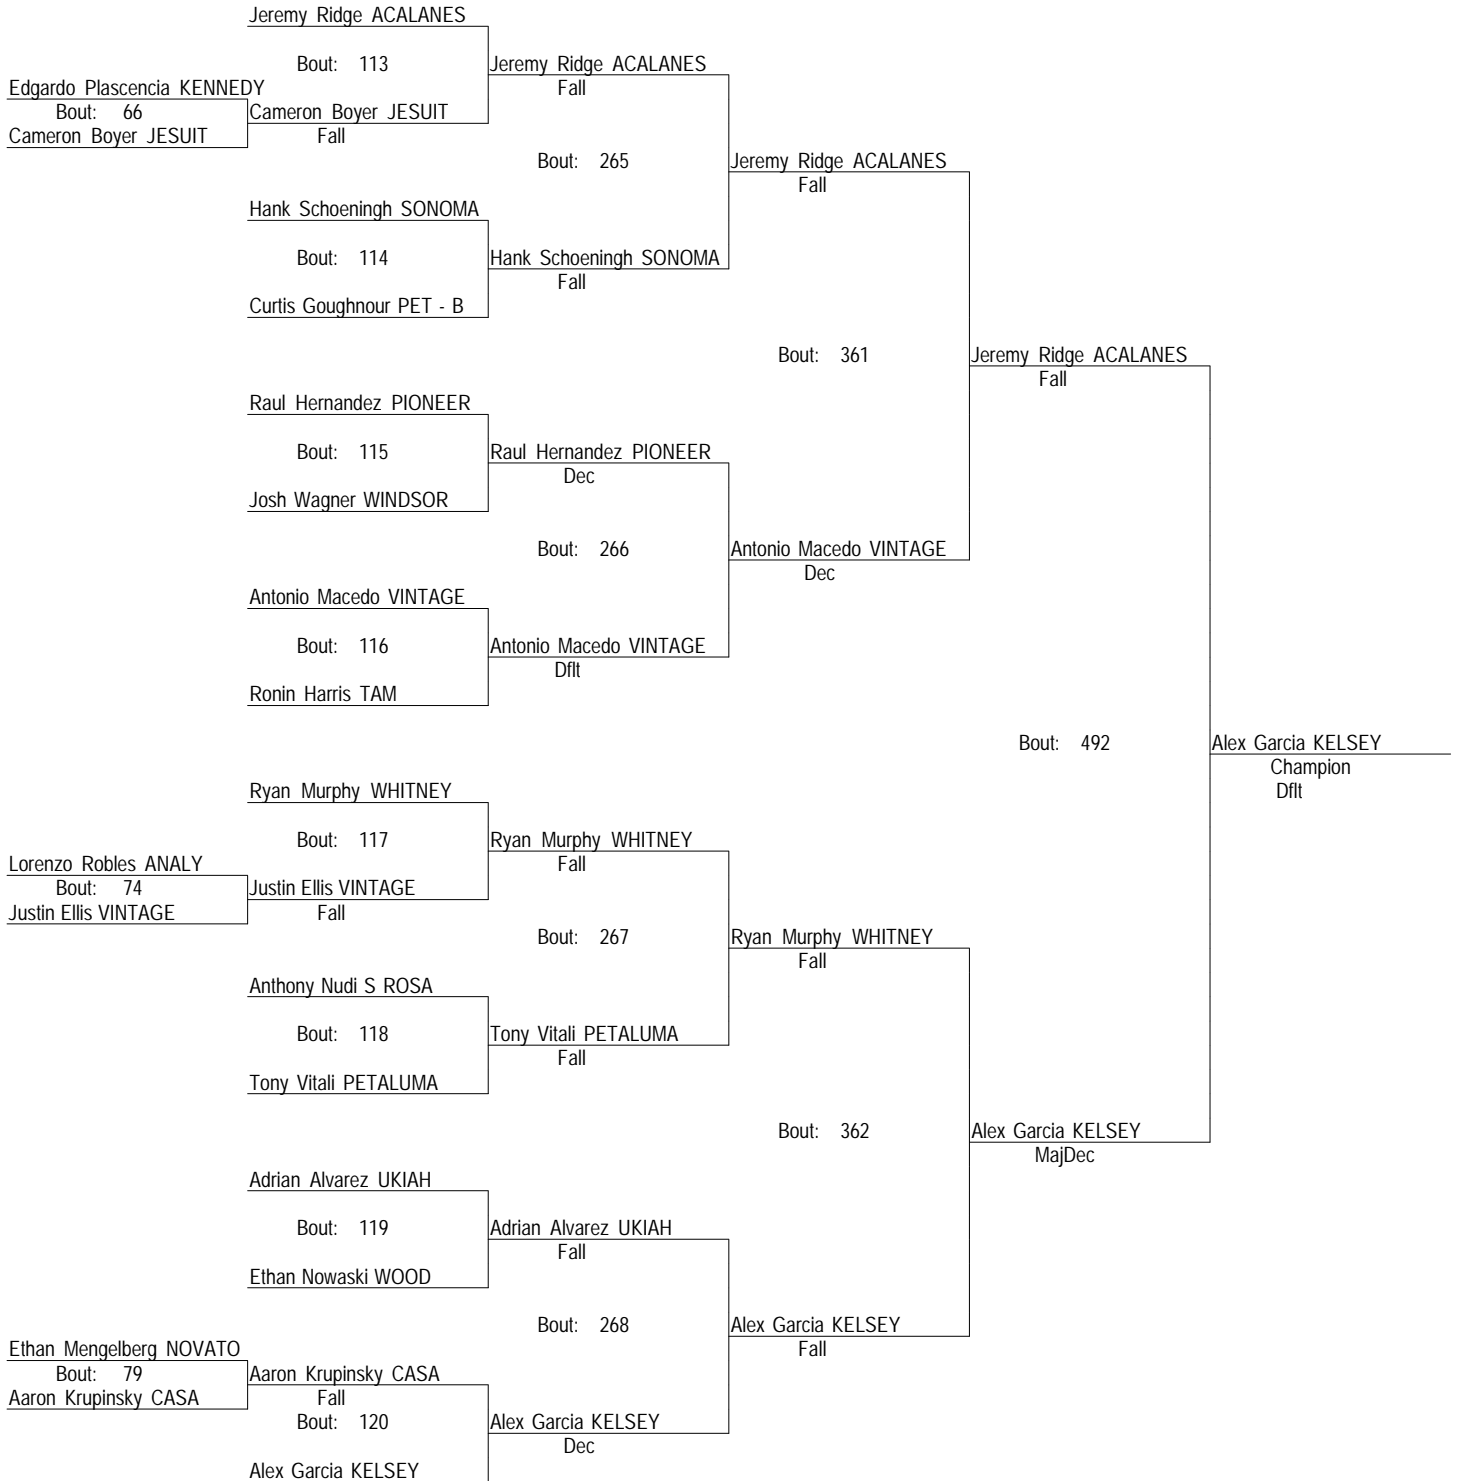 Jeremy Ridge ACALANES
Bout: 113
Jeremy Ridge ACALANES
Fall
Edgardo Plascencia KENNEDY
Bout: 66
Cameron Boyer JESUIT
Cameron Boyer JESUIT
Fall
Bout: 265
Jeremy Ridge ACALANES
Fall
Hank Schoeningh SONOMA
Bout: 114
Hank Schoeningh SONOMA
Fall
Curtis Goughnour PET - B
Bout: 361
Jeremy Ridge ACALANES
Fall
Raul Hernandez PIONEER
Bout: 115
Raul Hernandez PIONEER
Dec
Josh Wagner WINDSOR
Bout: 266
Antonio Macedo VINTAGE
Dec
Antonio Macedo VINTAGE
Bout: 116
Antonio Macedo VINTAGE
Dflt
Ronin Harris TAM
Bout: 492
Alex Garcia KELSEY
Champion
Dflt
Ryan Murphy WHITNEY
Bout: 117
Ryan Murphy WHITNEY
Fall
Lorenzo Robles ANALY
Bout: 74
Justin Ellis VINTAGE
Justin Ellis VINTAGE
Fall
Bout: 267
Ryan Murphy WHITNEY
Fall
Anthony Nudi S ROSA
Bout: 118
Tony Vitali PETALUMA
Fall
Tony Vitali PETALUMA
Bout: 362
Alex Garcia KELSEY
MajDec
Adrian Alvarez UKIAH
Bout: 119
Adrian Alvarez UKIAH
Fall
Ethan Nowaski WOOD
Bout: 268
Alex Garcia KELSEY
Fall
Ethan Mengelberg NOVATO
Bout: 79
Aaron Krupinsky CASA
Aaron Krupinsky CASA
Fall
Bout: 120
Alex Garcia KELSEY
Dec
Alex Garcia KELSEY